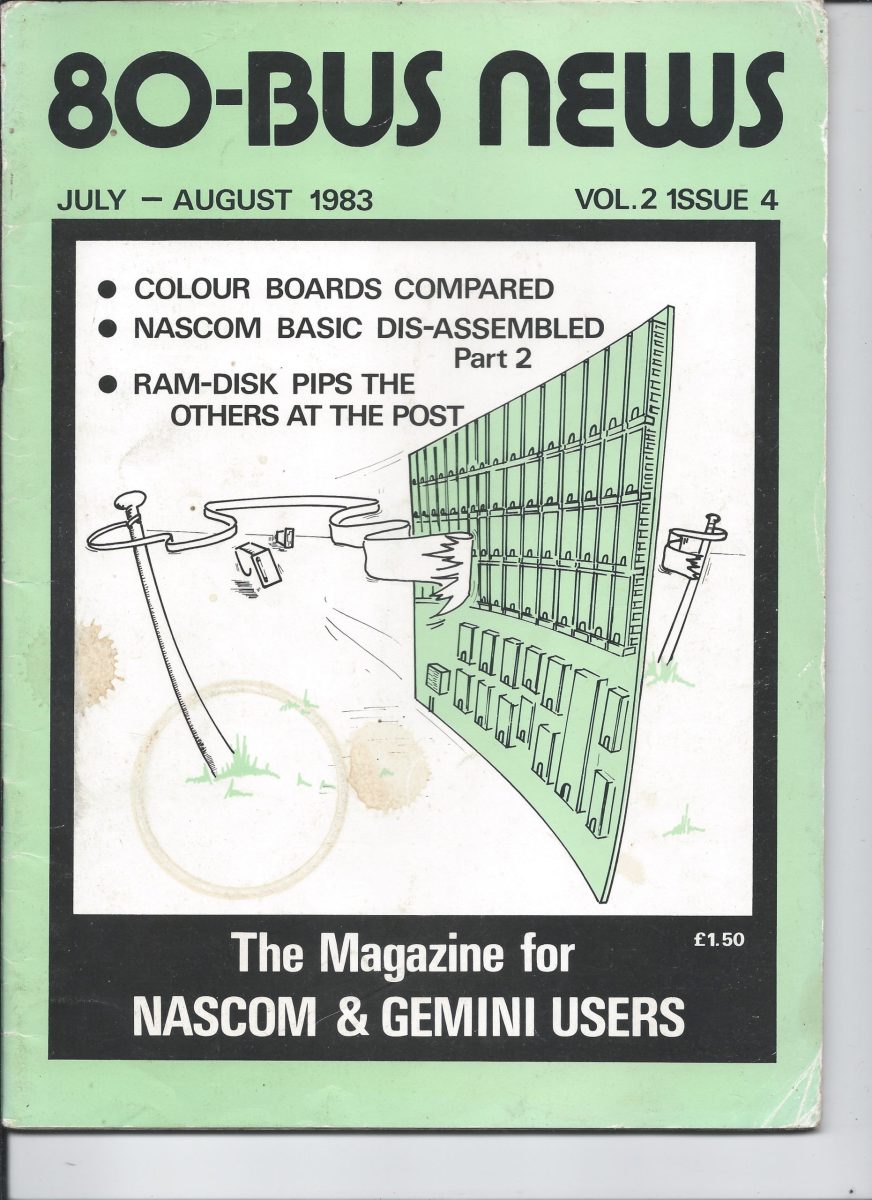 80-BUS NEWS
JULY – AUGUST 1983
VOL.2 1SSUE 4
● COLOUR BOARDS COMPARED
● NASCOM BASIC DIS-ASSEMBLED
Part 2
● RAM-DISK PIPS THE
OTHERS AT THE POST
£1.50
The Magazine for
NASCOM & GEMINI USERS